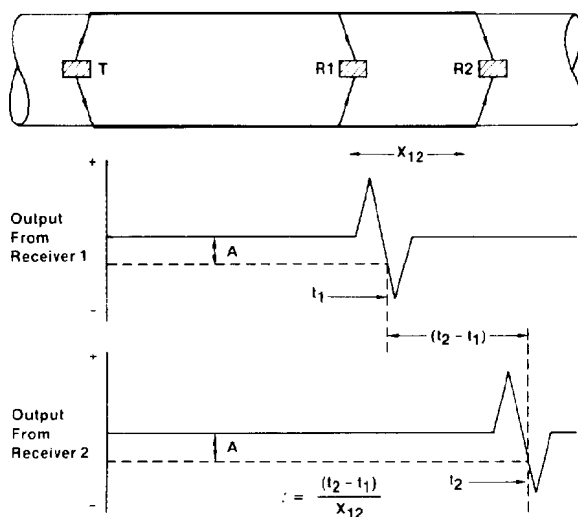 T R1 R2
X12
+
Output
From
Receiver 1
A
t1
-
(t2 - t1)
+
Output
From
Receiver 2
A
t2
-
= (t2 - t1) / X12